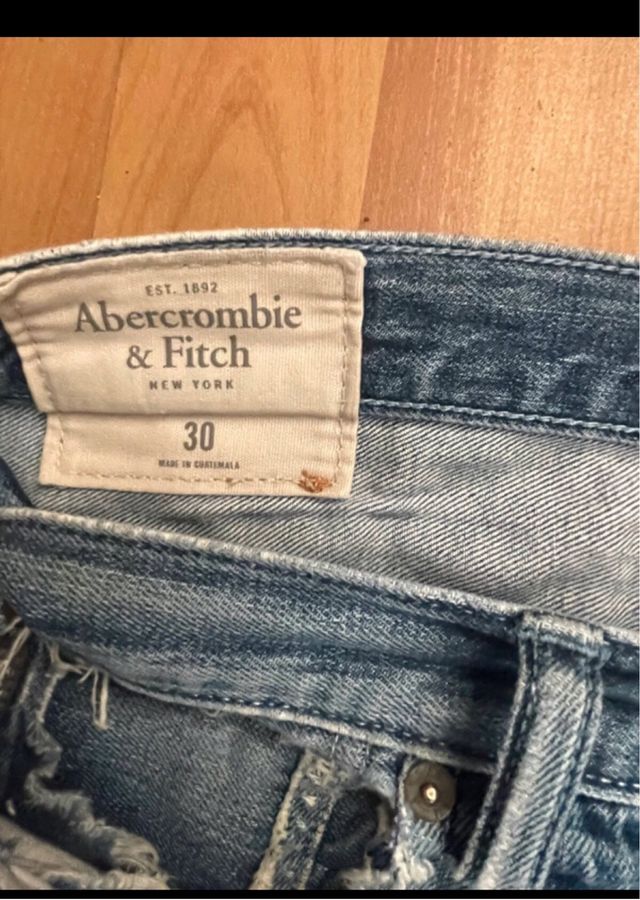 EST. 1892
Abercrombie
& Fitch
NEW YORK
30
MADE IN GUATEMALA